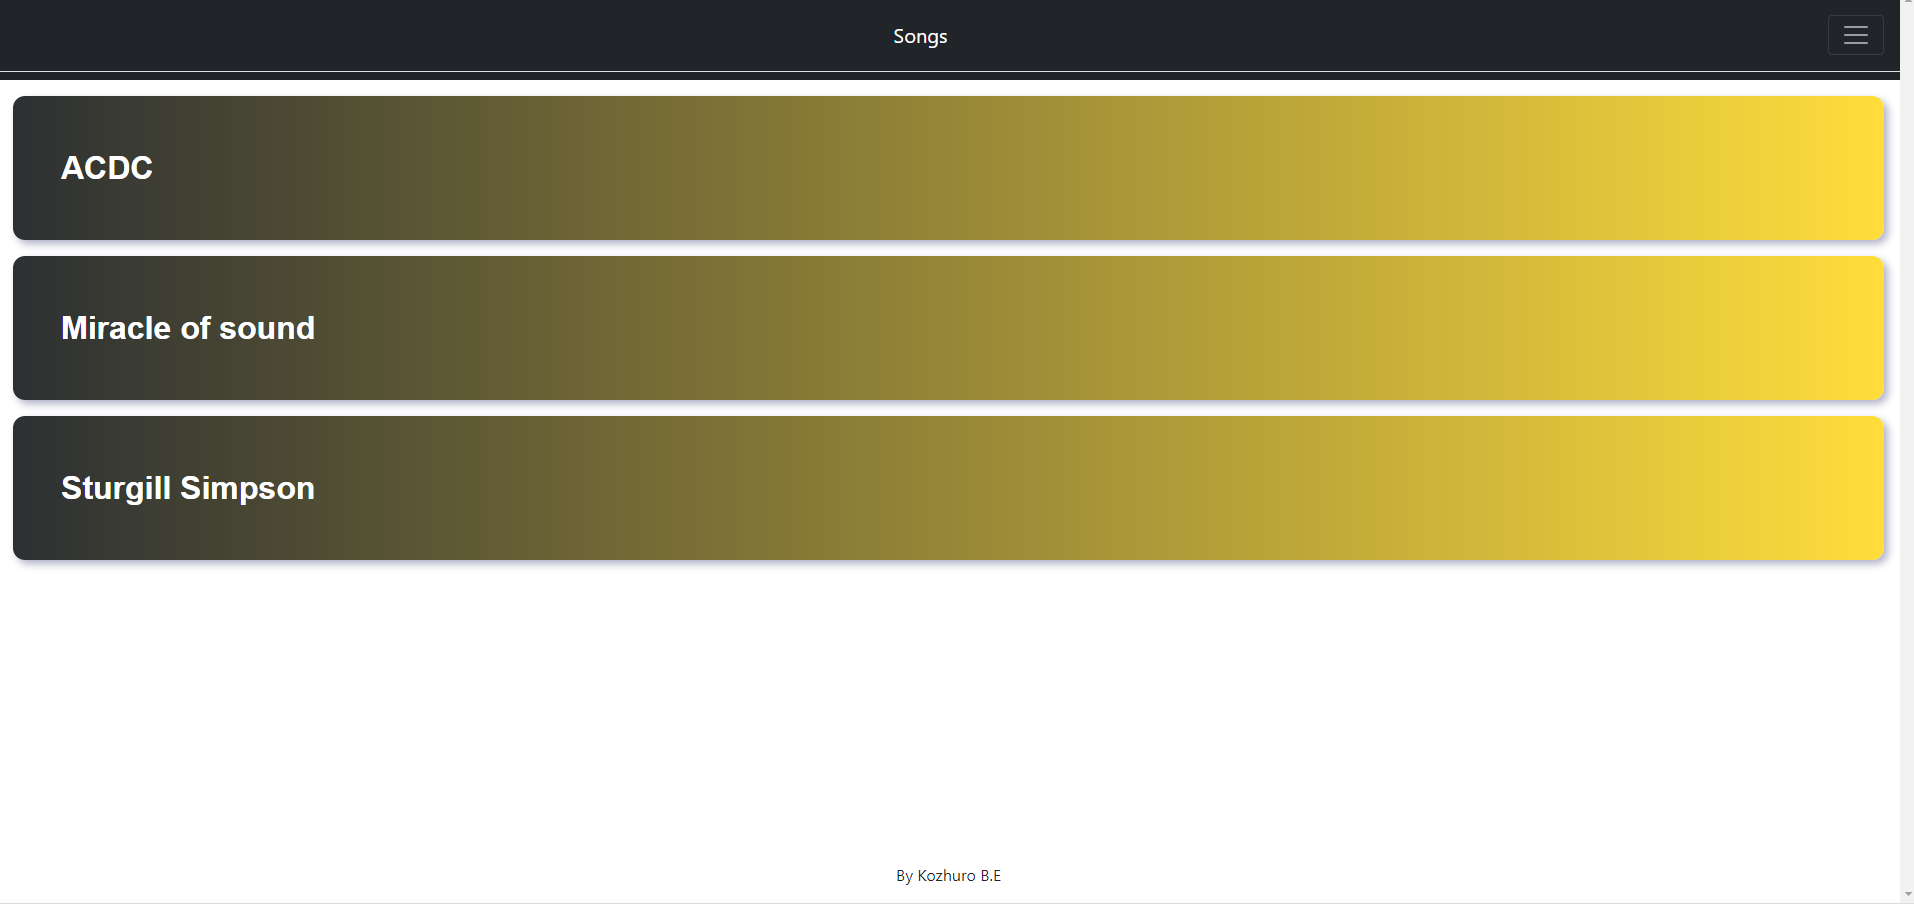 Songs
ACDC
Miracle of sound
Sturgill Simpson
By Kozhuro B.E